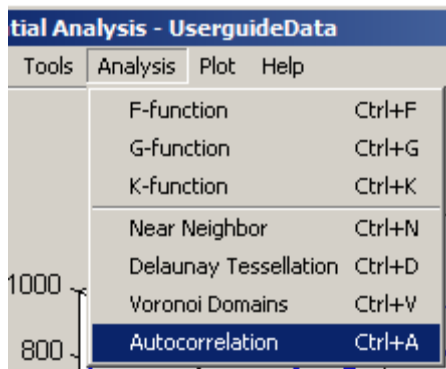 tial Analysis - UserguideData
Tools Analysis Plot Help
F-function Ctrl+F
G-function Ctrl+G
K-function Ctrl+K
Near Neighbor Ctrl+N
Delaunay Tessellation Ctrl+D
Voronoi Domains Ctrl+V
Autocorrelation Ctrl+A
1000
800